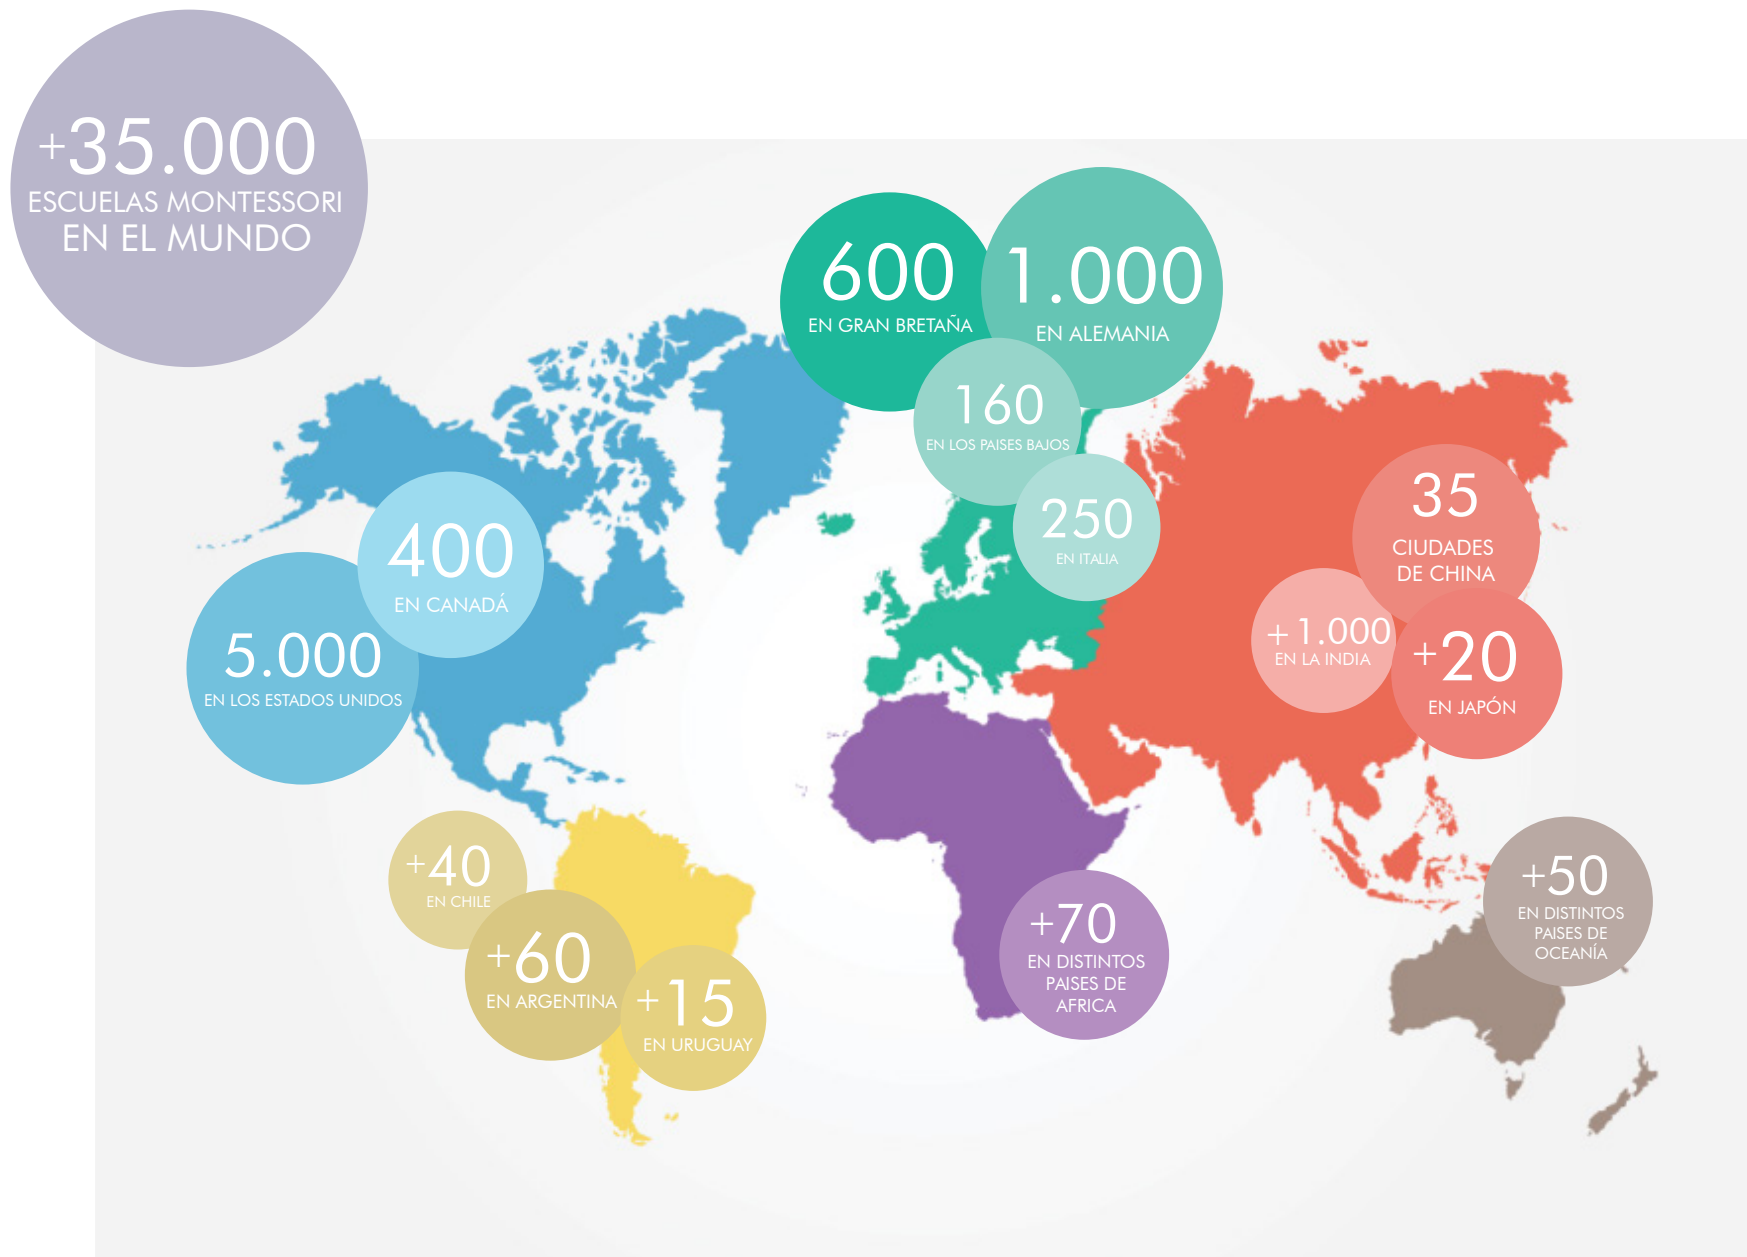 +35.000
ESCUELAS MONTESSORI
EN EL MUNDO
600
EN GRAN BRETAÑA
1.000
EN ALEMANIA
160
EN LOS PAISES BAJOS
250
EN ITALIA
400
EN CANADÁ
5.000
EN LOS ESTADOS UNIDOS
35
CIUDADES
DE CHINA
+1.000
EN LA INDIA
+20
EN JAPÓN
+40
EN CHILE
+60
EN ARGENTINA
+15
EN URUGUAY
+70
EN DISTINTOS
PAISES DE
AFRICA
+50
EN DISTINTOS
PAISES DE
OCEANÍA